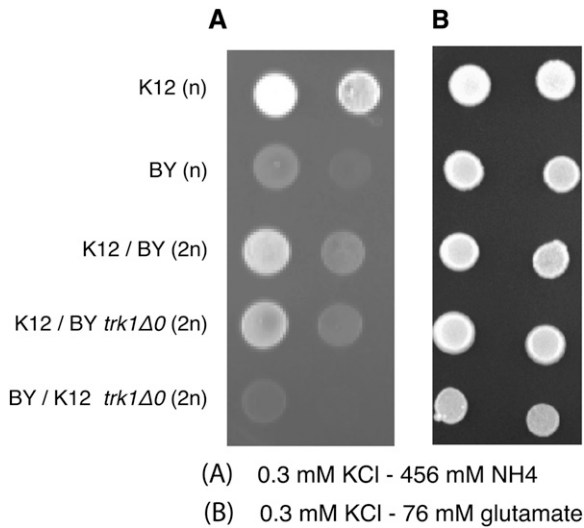 A B
K12 (n)
BY (n)
K12 / BY (2n)
K12 / BY trk1Δ0 (2n)
BY / K12 trk1Δ0 (2n)
(A) 0.3 mM KCl - 456 mM NH4
(B) 0.3 mM KCl - 76 mM glutamate